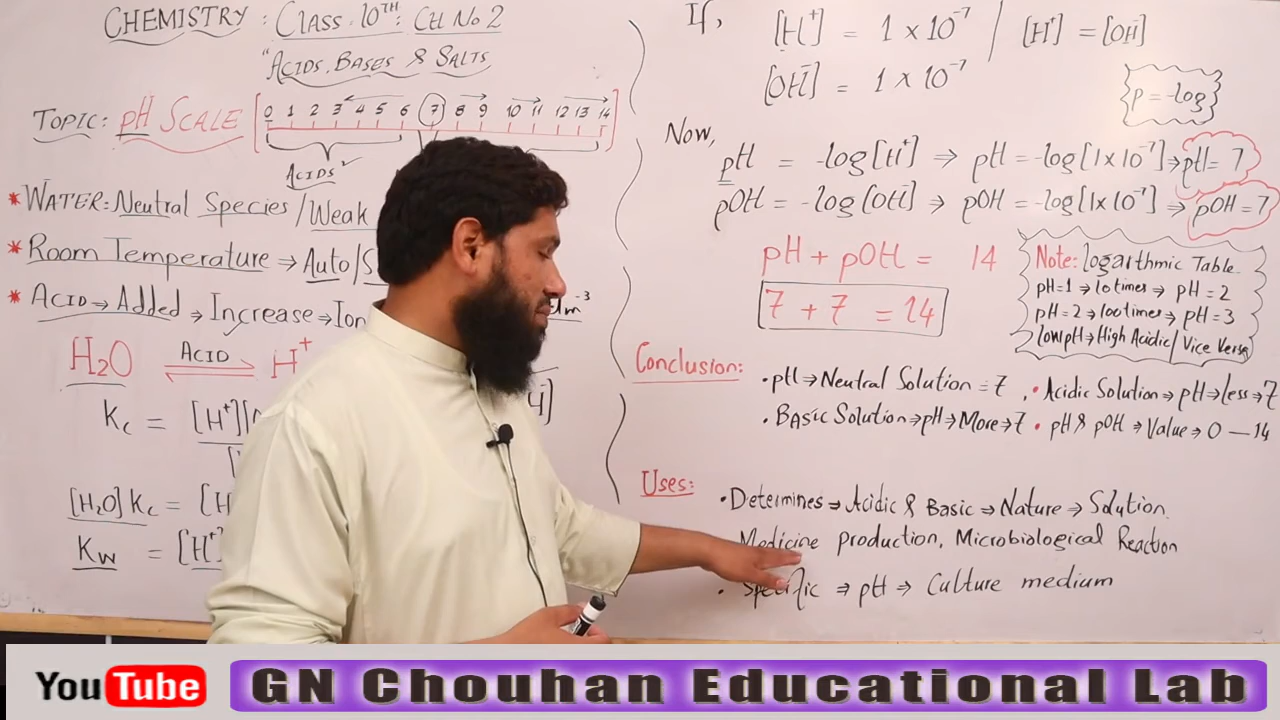 CHEMISTRY : CLASS : 10TH : CH NO 2
"ACIDS, BASES & SALTS
TOPIC: pH SCALE
0 1 2 3 4 5 6 7 8 9 10 11 12 13 14
ACIDS
* WATER: Neutral Species / Weak
* Room Temperature → Auto/S
* ACID → Added → Increase → Ion dm⁻³
H₂O ⇌ ACID H⁺
Kc = [H⁺][
[H₂O] Kc = [H
Kw = [H⁺]
If, [H⁺] = 1 × 10⁻⁷ / [H⁺] = [OH⁻]
[OH⁻] = 1 × 10⁻⁷
p = -log
Now,
pH = -log[H⁺] ⇒ pH = -log[1×10⁻⁷] ⇒ pH = 7
pOH = -log[OH⁻] ⇒ pOH = -log[1×10⁻⁷] ⇒ pOH = 7
pH + pOH = 14
7 + 7 = 14
Note: logarthmic Table
pH=1 → 10 times → pH = 2
pH = 2 → 100 times → pH = 3
low pH → High Acidic / Vice Versa
Conclusion:
• pH → Neutral Solution = 7, • Acidic Solution ⇒ pH → less → 7
• BASIC Solution → pH → More → 7 • pH & pOH ⇒ Value → 0 — 14
Uses:
• Determines ⇒ Acidic & Basic ⇒ Nature ⇒ Solution
Medicine production, Microbiological Reaction
• Specific ⇒ pH ⇒ Culture medium
YouTube GN Chouhan Educational Lab